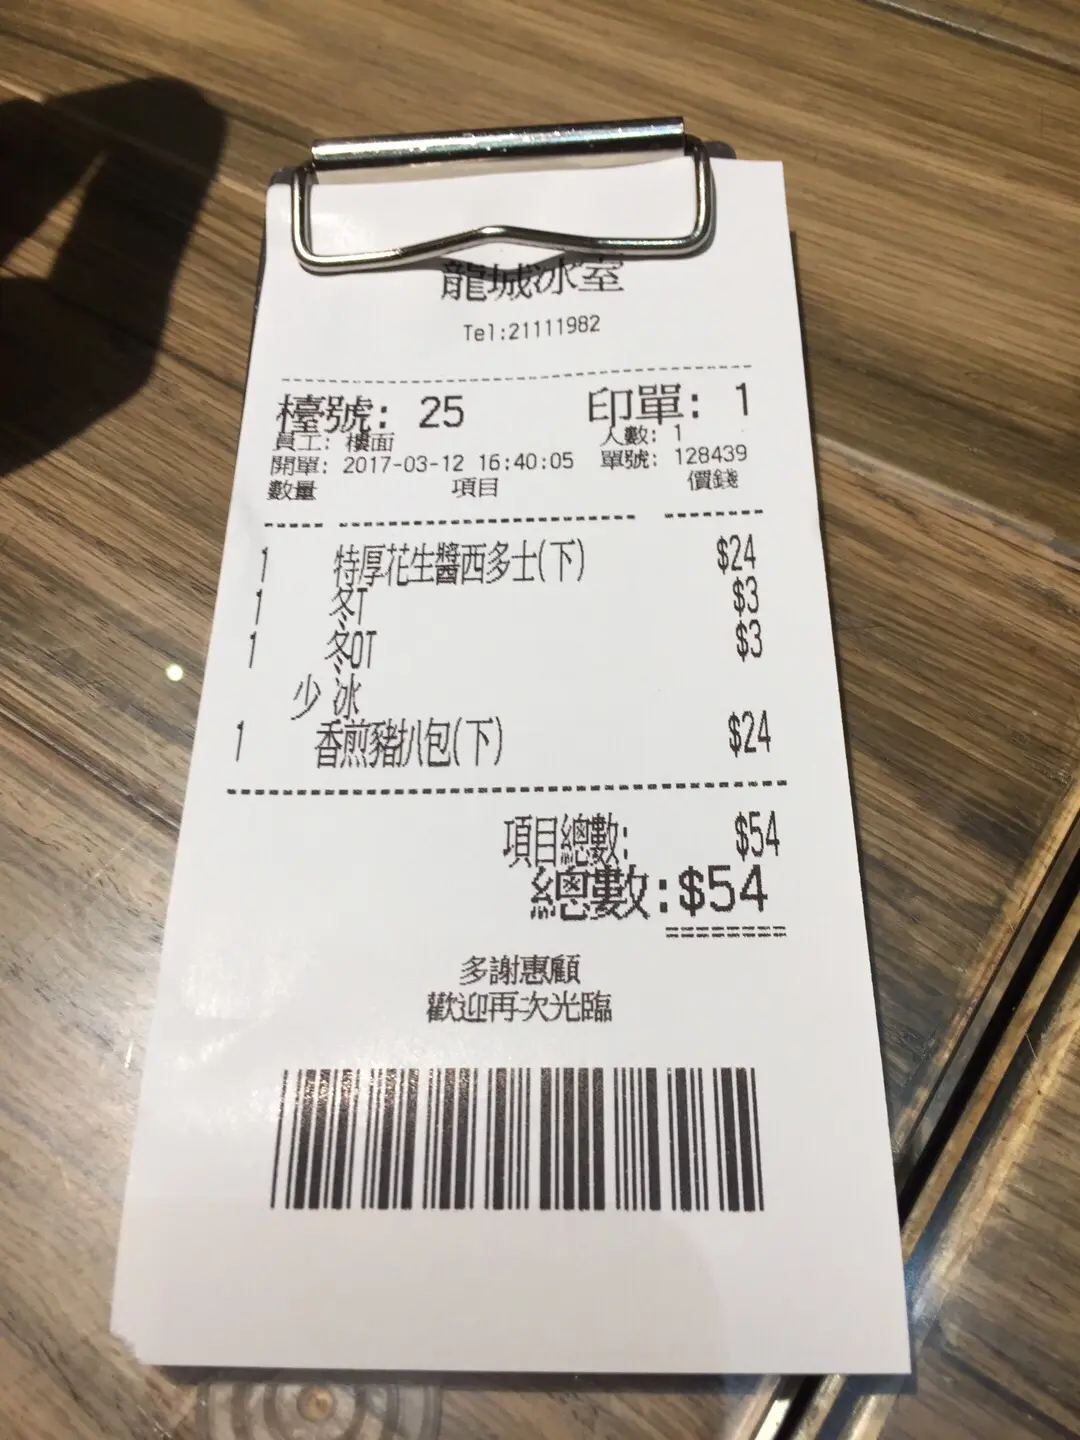 龍城冰室
Tel:21111982
檯號: 25 印單: 1
員工: 樓面 人數: 1
開單: 2017-03-12 16:40:05 單號: 128439
數量 項目 價錢
1 特厚花生醬西多士(下) $24
1 冬T $3
1 冬OT $3
少 冰
1 香煎豬扒包(下) $24
項目總數: $54
總數:$54
多謝惠顧
歡迎再次光臨